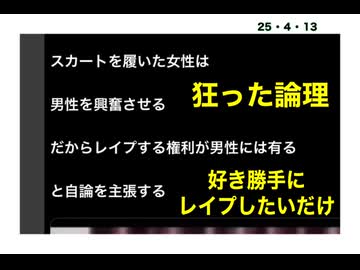 25・4・13
スカートを履いた女性は
男性を興奮させる
狂った論理
だからレイプする権利が男性には有る
と自論を主張する
好き勝手に
レイプしたいだけ